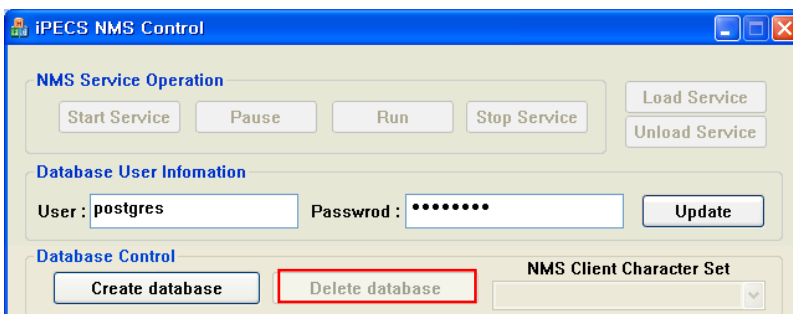 iPECS NMS Control
NMS Service Operation
Start Service Pause Run Stop Service
Load Service
Unload Service
Database User Infomation
User : postgres Passwrod : •••••••• Update
Database Control
Create database Delete database
NMS Client Character Set